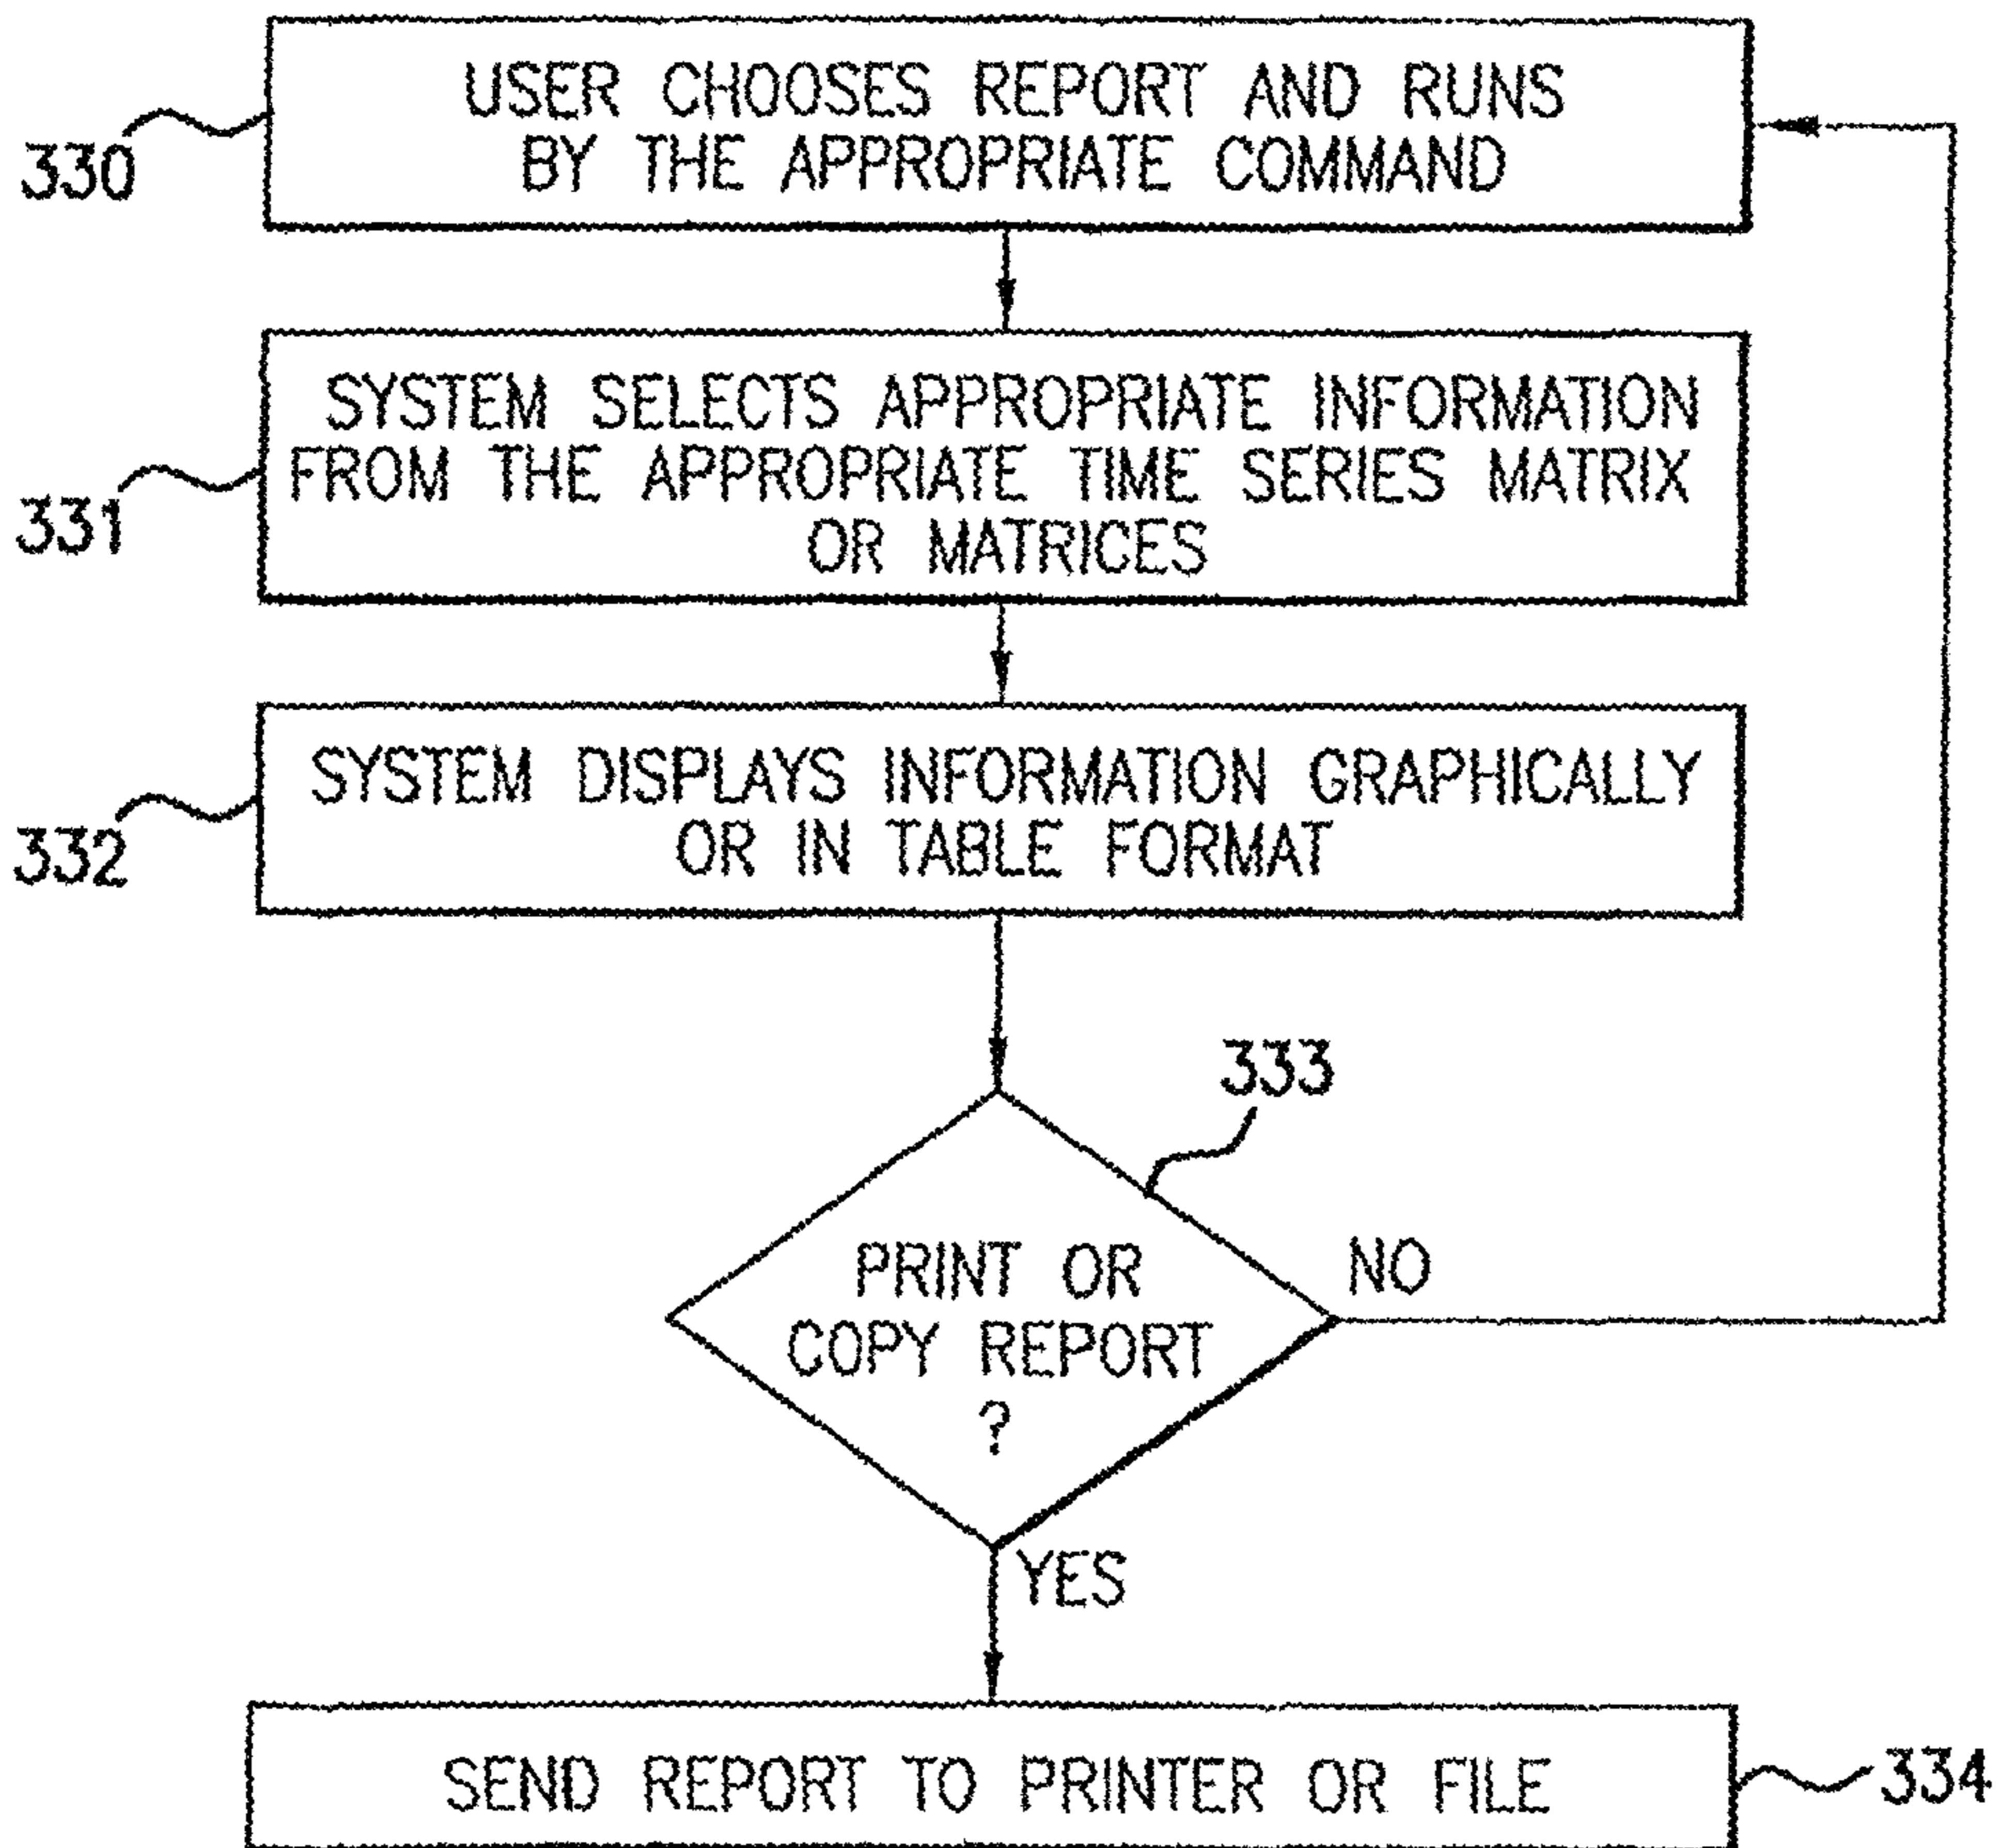 USER CHOOSES REPORT AND RUNS
BY THE APPROPRIATE COMMAND
330
SYSTEM SELECTS APPROPRIATE INFORMATION
FROM THE APPROPRIATE TIME SERIES MATRIX
OR MATRICES
331
SYSTEM DISPLAYS INFORMATION GRAPHICALLY
OR IN TABLE FORMAT
332
333
PRINT OR
COPY REPORT
?
NO
YES
SEND REPORT TO PRINTER OR FILE
334